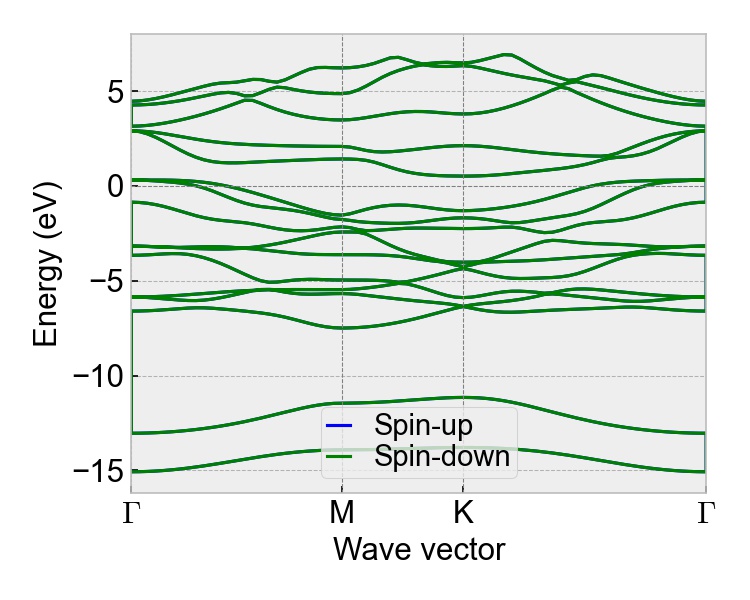 Energy (eV)
5
0
−5
−10
−15
Spin-up
Spin-down
Γ M K Γ
Wave vector